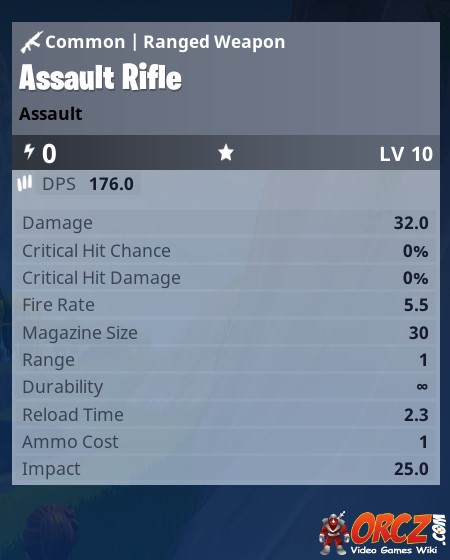 Common | Ranged Weapon
Assault Rifle
Assault
0 LV 10
DPS 176.0
Damage 32.0
Critical Hit Chance 0%
Critical Hit Damage 0%
Fire Rate 5.5
Magazine Size 30
Range 1
Durability ∞
Reload Time 2.3
Ammo Cost 1
Impact 25.0
ORCZ.COM
Video Games Wiki